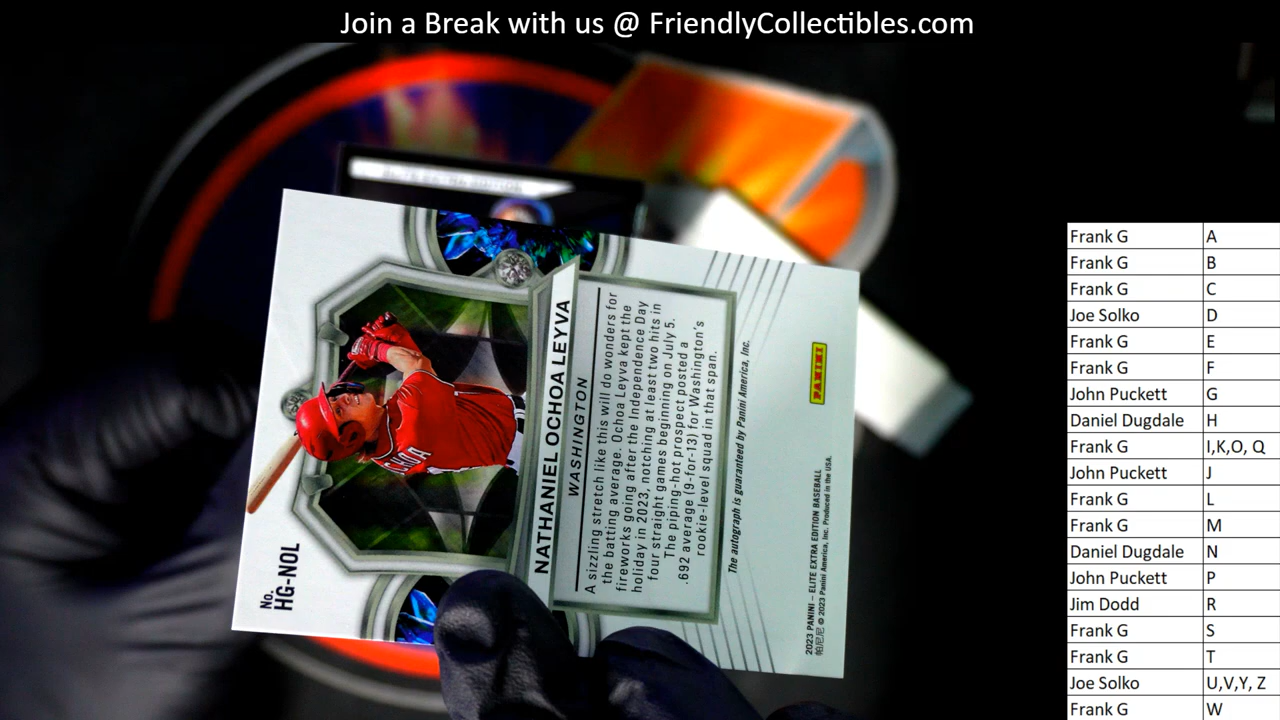 Join a Break with us @ FriendlyCollectibles.com
No.
HG-NOL
OCHOA
NATHANIEL OCHOA LEYVA
WASHINGTON
A sizzling stretch like this will do wonders for
the batting average. Ochoa Leyva kept the
fireworks going after the Independence Day
holiday in 2023, notching at least two hits in
four straight games beginning on July 5.
The piping-hot prospect posted a
.692 average (9-for-13) for Washington's
rookie-level squad in that span.
The autograph is guaranteed by Panini America, Inc.
PANINI
2023 PANINI – ELITE EXTRA EDITION BASEBALL
帕尼尼 © 2023 Panini America, Inc. Produced in the USA.
Frank G A
Frank G B
Frank G C
Joe Solko D
Frank G E
Frank G F
John Puckett G
Daniel Dugdale H
Frank G I,K,O, Q
John Puckett J
Frank G L
Frank G M
Daniel Dugdale N
John Puckett P
Jim Dodd R
Frank G S
Frank G T
Joe Solko U,V,Y, Z
Frank G W